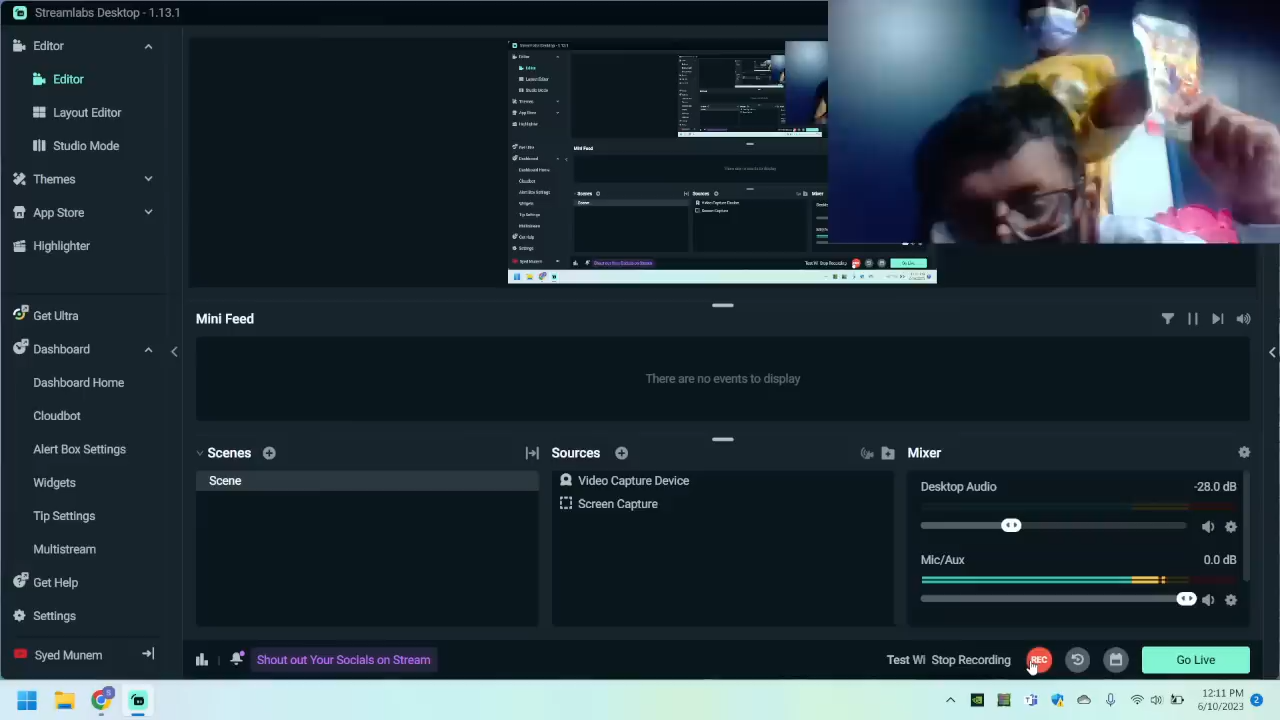 Streamlabs Desktop - 1.13.1
Editor
Editor
Layout Editor
Studio Mode
Themes
App Store
Highlighter
Get Ultra
Dashboard
Dashboard Home
Cloudbot
Alert Box Settings
Widgets
Tip Settings
Multistream
Get Help
Settings
Syed Munem
Mini Feed
There are no events to display
Scenes
Scene
Sources
Video Capture Device
Screen Capture
Mixer
Desktop Audio -28.0 dB
Mic/Aux 0.0 dB
Shout out Your Socials on Stream
Test Wi Stop Recording REC Go Live
12:11 PM
6/10/2023
2